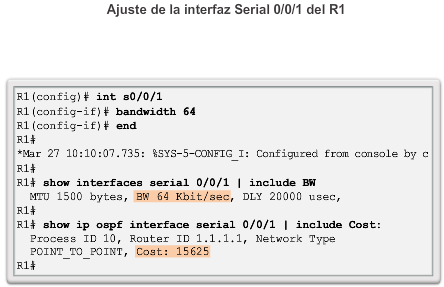 Ajuste de la interfaz Serial 0/0/1 del R1
R1(config)# int s0/0/1
R1(config-if)# bandwidth 64
R1(config-if)# end
R1#
*Mar 27 10:10:07.735: %SYS-5-CONFIG_I: Configured from console by c
R1#
R1# show interfaces serial 0/0/1 | include BW
MTU 1500 bytes, BW 64 Kbit/sec, DLY 20000 usec,
R1#
R1# show ip ospf interface serial 0/0/1 | include Cost:
Process ID 10, Router ID 1.1.1.1, Network Type
POINT_TO_POINT, Cost: 15625
R1#